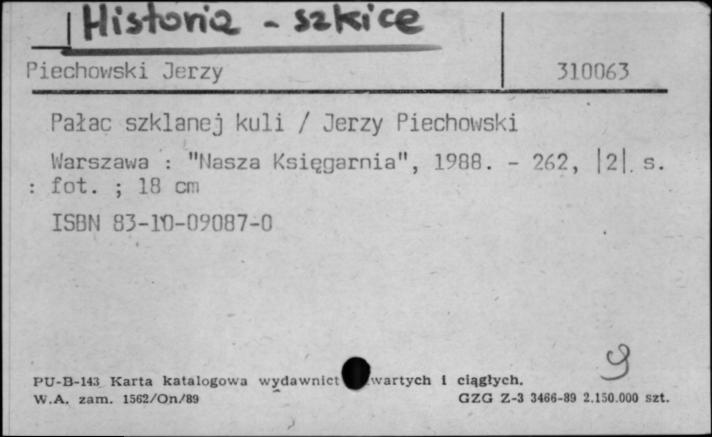 Historia - szkice
Piechowski Jerzy 310063
Pałac szklanej kuli / Jerzy Piechowski
Warszawa : "Nasza Księgarnia", 1988. - 262, |2|. s.
: fot. ; 18 cm
ISBN 83-10-09087-0
PU-B-143 Karta katalogowa wydawnict wartych i ciągłych.
W.A. zam. 1562/On/89 GZG Z-3 3466-89 2.150.000 szt.